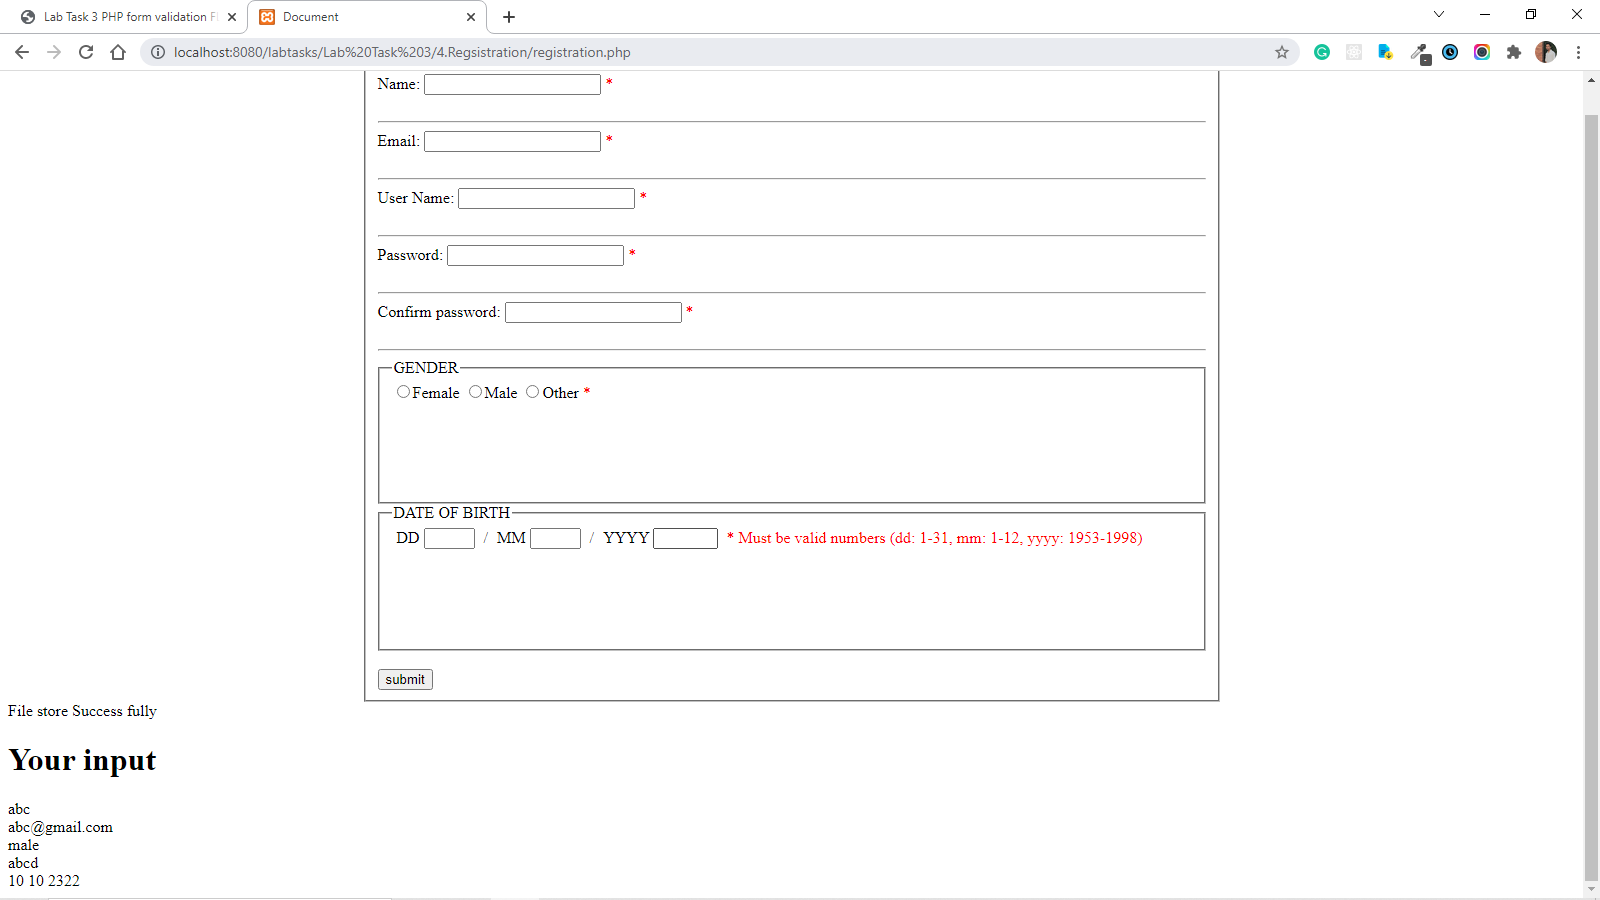 Lab Task 3 PHP form validation F
Document
localhost:8080/labtasks/Lab%20Task%203/4.Regsistration/registration.php
Name: *
Email: *
User Name: *
Password: *
Confirm password: *
GENDER
Female Male Other *
DATE OF BIRTH
DD / MM / YYYY * Must be valid numbers (dd: 1-31, mm: 1-12, yyyy: 1953-1998)
submit
File store Success fully
Your input
abc
abc@gmail.com
male
abcd
10 10 2322